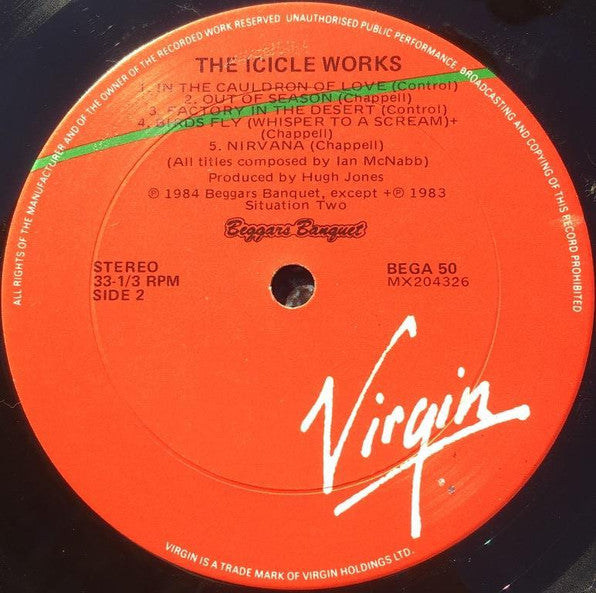 ALL RIGHTS OF THE MANUFACTURER AND OF THE OWNER OF THE RECORDED WORK RESERVED UNAUTHORISED PUBLIC PERFORMANCE, BROADCASTING AND COPYING OF THIS RECORD PROHIBITED
THE ICICLE WORKS
1. IN THE CAULDRON OF LOVE (Control)
2. OUT OF SEASON (Chappell)
3. FACTORY IN THE DESERT (Control)
4. BIRDS FLY (WHISPER TO A SCREAM)+
(Chappell)
5. NIRVANA (Chappell)
(All titles composed by Ian McNabb)
Produced by Hugh Jones
℗ 1984 Beggars Banquet, except +℗ 1983
Situation Two
Beggars Banquet
STEREO
33-1/3 RPM
SIDE 2
BEGA 50
MX204326
Virgin
VIRGIN IS A TRADE MARK OF VIRGIN HOLDINGS LTD.